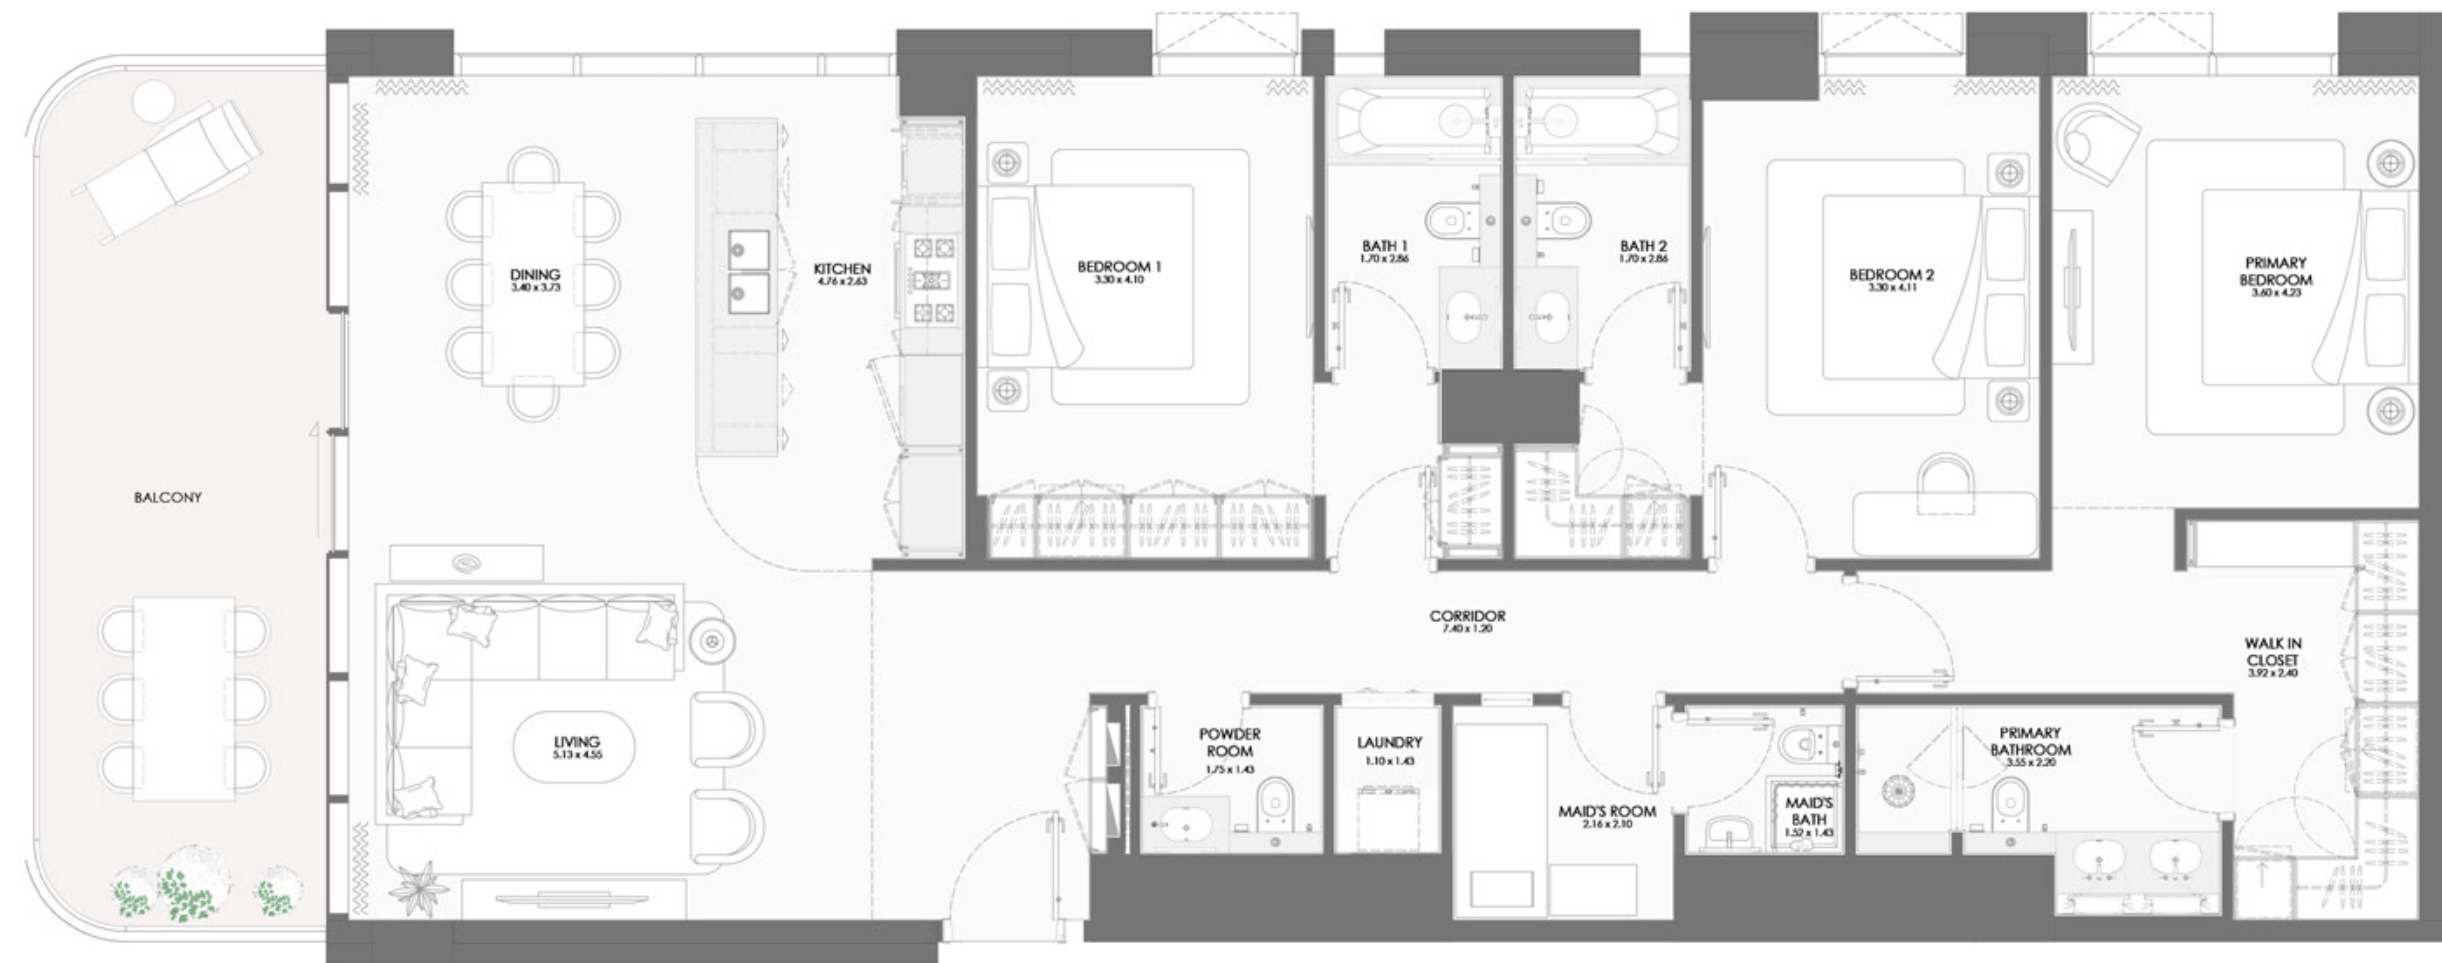 BALCONY
DINING
3.40 x 3.73
KITCHEN
4.76 x 2.63
LIVING
5.13 x 4.55
BEDROOM 1
3.30 x 4.10
BATH 1
1.70 x 2.86
BATH 2
1.70 x 2.86
BEDROOM 2
3.30 x 4.11
PRIMARY
BEDROOM
3.60 x 4.23
CORRIDOR
7.40 x 1.20
WALK IN
CLOSET
3.92 x 2.40
POWDER
ROOM
1.75 x 1.43
LAUNDRY
1.10 x 1.43
MAID'S ROOM
2.16 x 2.10
MAID'S
BATH
1.52 x 1.43
PRIMARY
BATHROOM
3.55 x 2.20